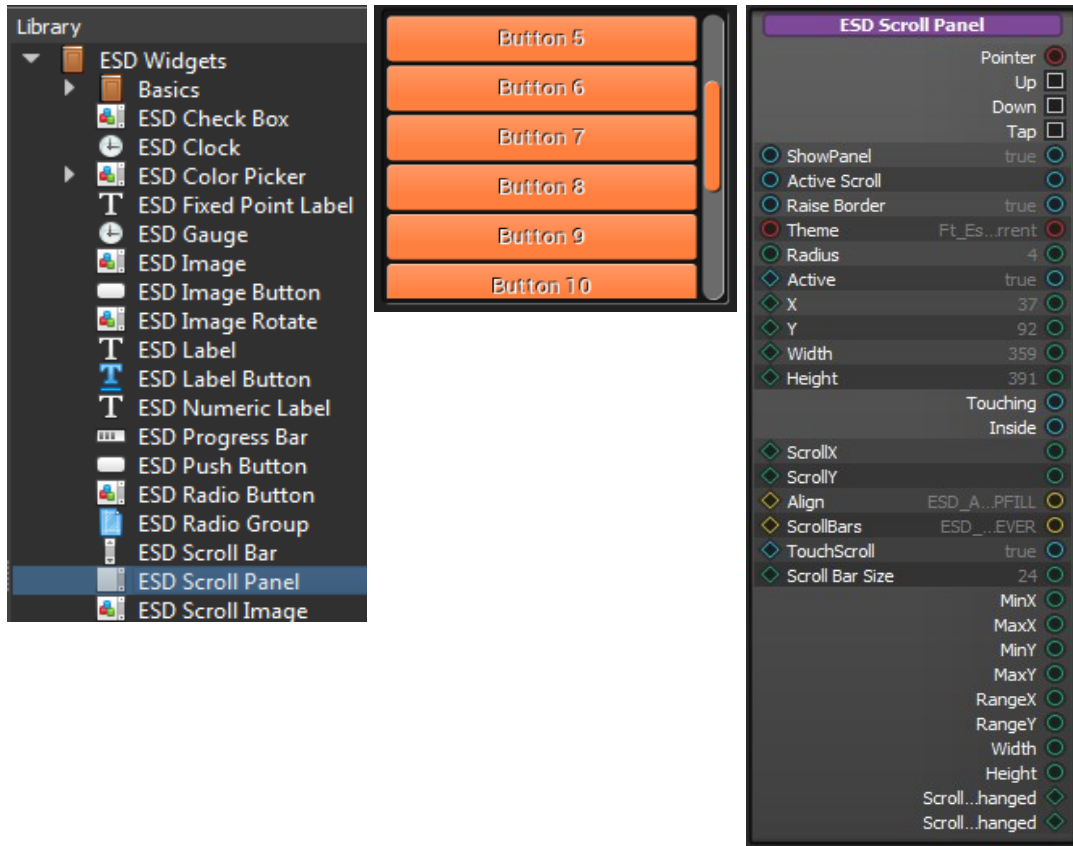 Library
ESD Widgets
Basics
ESD Check Box
ESD Clock
ESD Color Picker
ESD Fixed Point Label
ESD Gauge
ESD Image
ESD Image Button
ESD Image Rotate
ESD Label
ESD Label Button
ESD Numeric Label
ESD Progress Bar
ESD Push Button
ESD Radio Button
ESD Radio Group
ESD Scroll Bar
ESD Scroll Panel
ESD Scroll Image
Button 5
Button 6
Button 7
Button 8
Button 9
Button 10
ESD Scroll Panel
Pointer
Up
Down
Tap
ShowPanel true
Active Scroll
Raise Border true
Theme Ft_Es...rrent
Radius 4
Active true
X 37
Y 92
Width 359
Height 391
Touching
Inside
ScrollX
ScrollY
Align ESD_A...PFILL
ScrollBars ESD_...EVER
TouchScroll true
Scroll Bar Size 24
MinX
MaxX
MinY
MaxY
RangeX
RangeY
Width
Height
Scroll...hanged
Scroll...hanged